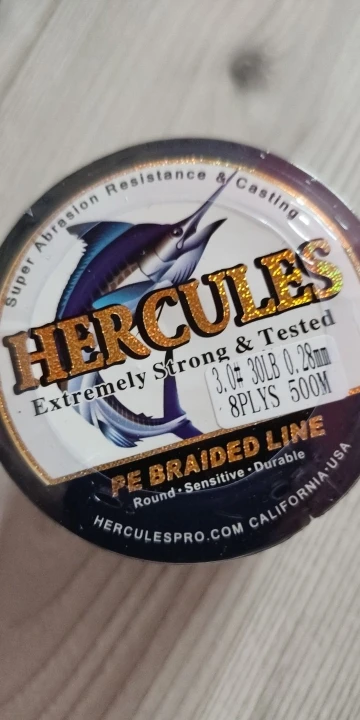 Super Abrasion Resistance & Casting
HERCULES
Extremely Strong & Tested
3.0# 30LB 0.28mm
8PLYS 500M
PE BRAIDED LINE
Round·Sensitive·Durable
HERCULESPRO.COM CALIFORNIA·USA